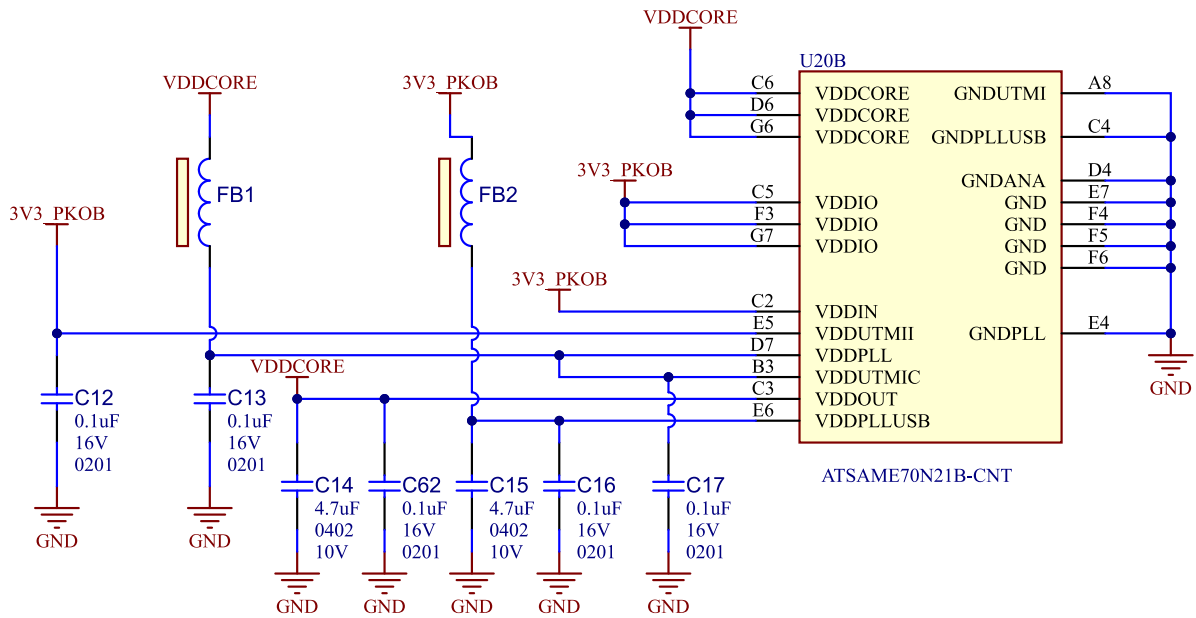 VDDCORE
U20B
VDDCORE
3V3_PKOB
C6 VDDCORE
D6 VDDCORE
G6 VDDCORE
GNDUTMI A8
GNDPLLUSB C4
3V3_PKOB
GNDANA D4
C5 VDDIO
GND E7
F3 VDDIO
GND F4
G7 VDDIO
GND F5
GND F6
FB1
FB2
3V3_PKOB
3V3_PKOB
C2 VDDIN
E5 VDDUTMII
GNDPLL E4
D7 VDDPLL
B3 VDDUTMIC
C3 VDDOUT
E6 VDDPLLUSB
GND
VDDCORE
C12
0.1uF
16V
0201
C13
0.1uF
16V
0201
ATSAME70N21B-CNT
C14
4.7uF
0402
10V
C62
0.1uF
16V
0201
C15
4.7uF
0402
10V
C16
0.1uF
16V
0201
C17
0.1uF
16V
0201
GND
GND
GND
GND
GND
GND
GND